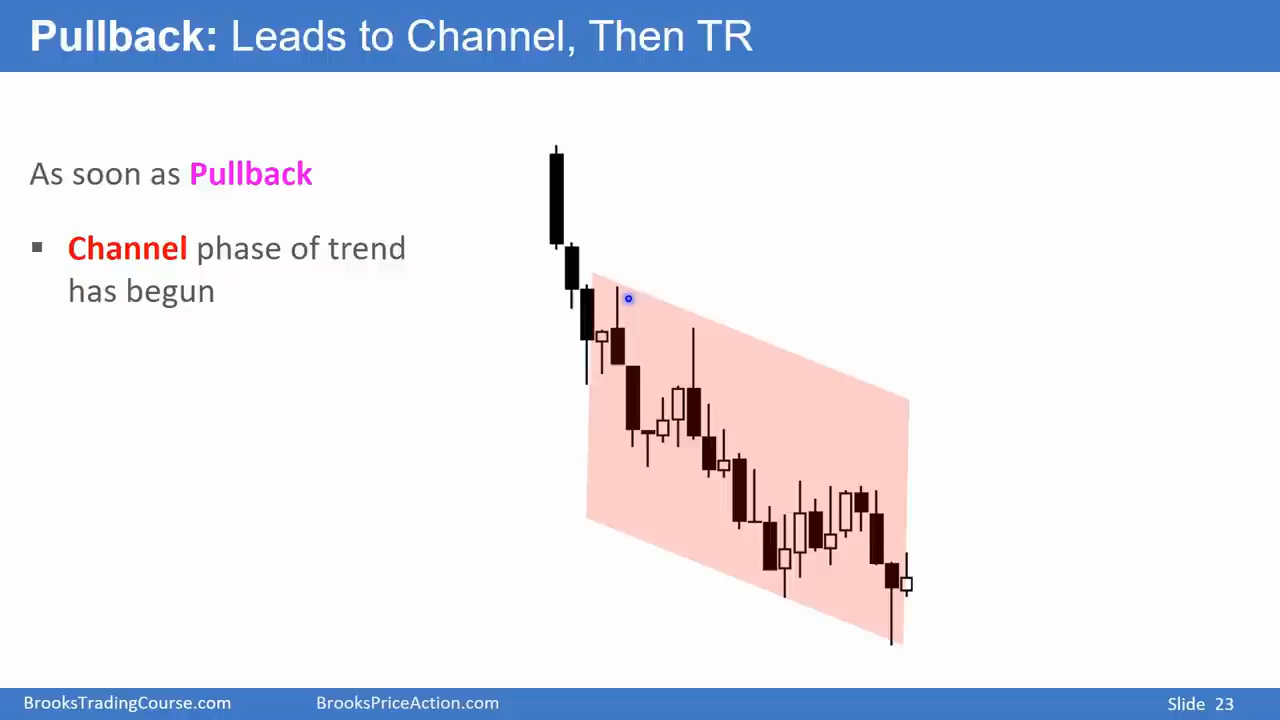 Pullback: Leads to Channel, Then TR
As soon as Pullback
▪ Channel phase of trend
has begun
BrooksTradingCourse.com
BrooksPriceAction.com
Slide 23